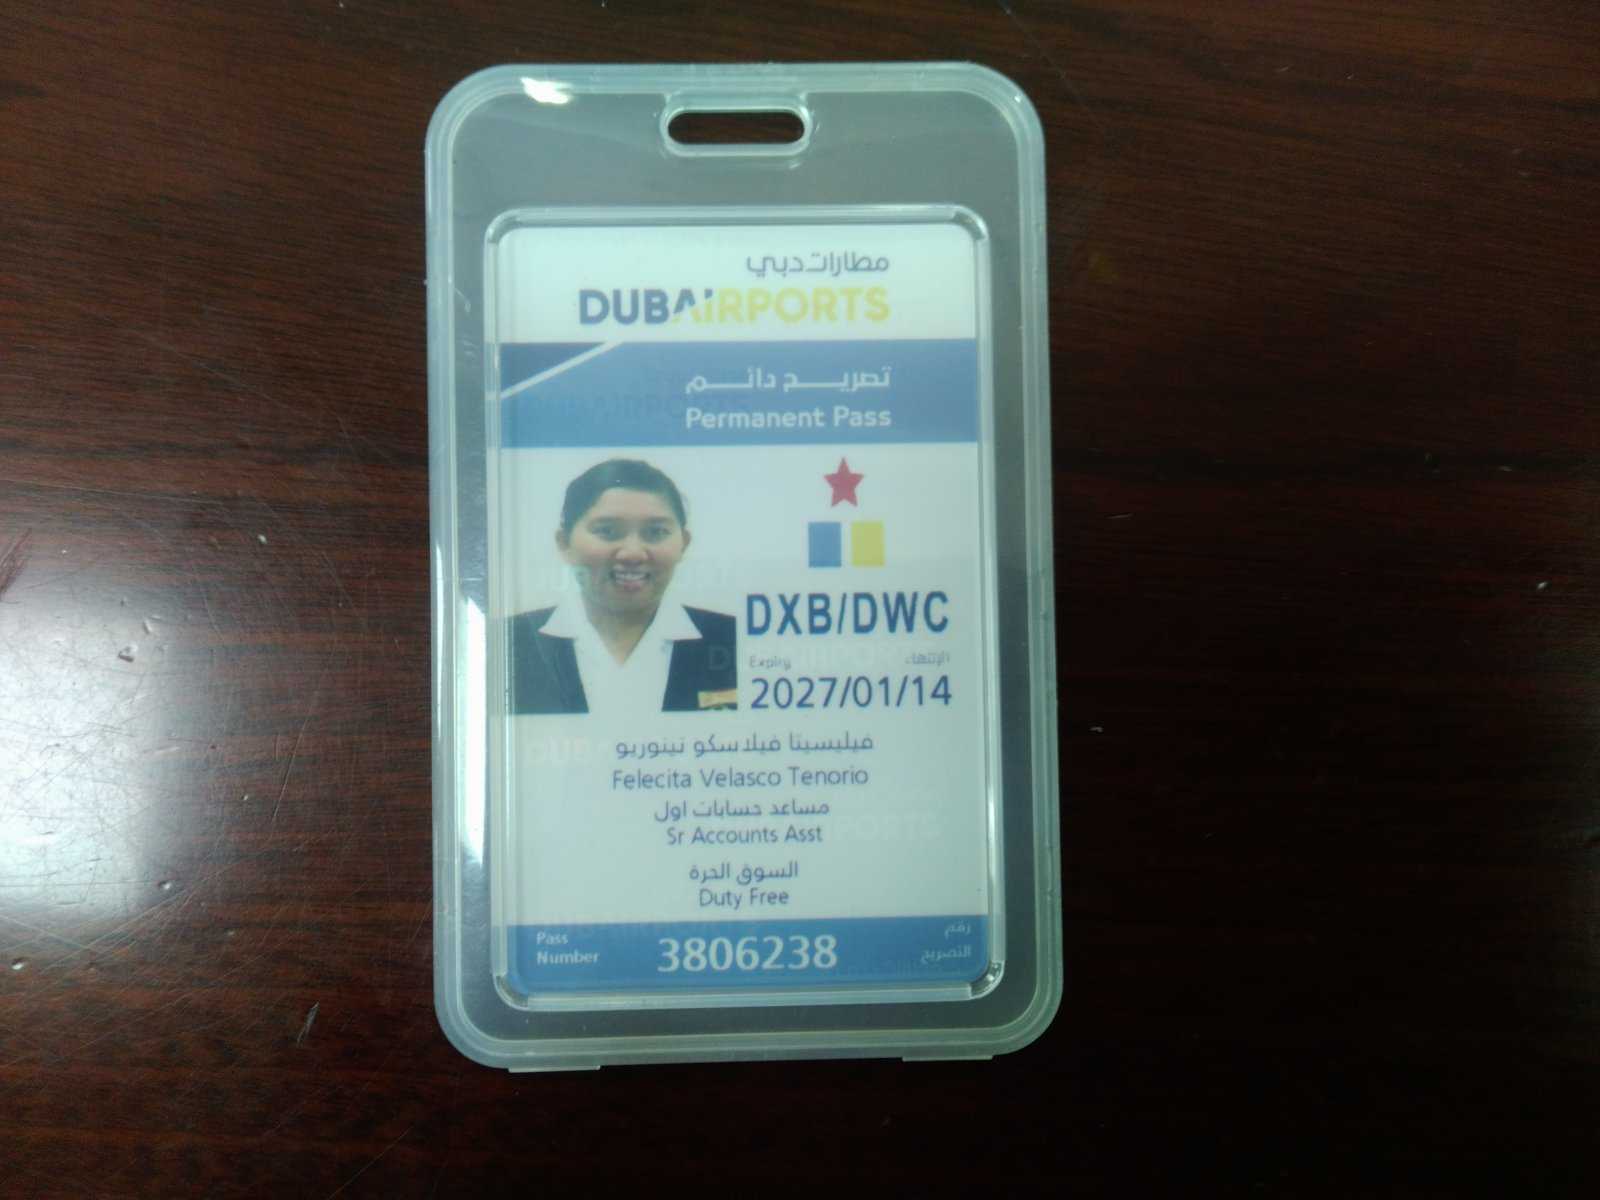 مطارات دبي
DUBAiRPORTS
تصريح دائم
Permanent Pass
DXB/DWC
Expiry الإنتهاء
2027/01/14
فيليسيتا فيلاسكو تينوريو
Felecita Velasco Tenorio
مساعد حسابات اول
Sr Accounts Asst
السوق الحرة
Duty Free
Pass Number 3806238 رقم التصريح